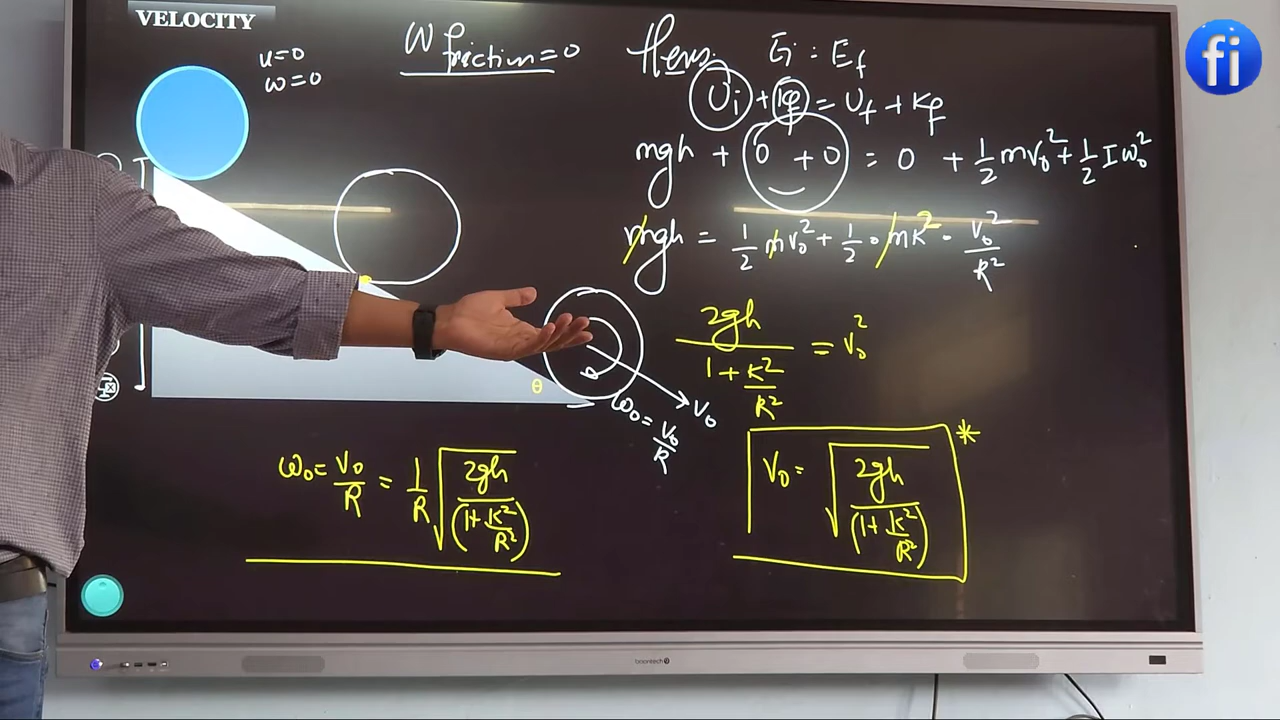 VELOCITY
u=0
ω=0
W friction = 0
Here
Ei : Ef
Ui + Ki = Uf + Kf
mgh + 0 + 0 = 0 + 1/2 mv₀² + 1/2 Iω₀²
mgh = 1/2 mv₀² + 1/2 · mK² · v₀²/R²
2gh / (1 + K²/R²) = v₀²
θ
v₀
ω₀ = v₀/R
ω₀ = v₀/R = 1/R √(2gh/(1 + K²/R²))
v₀ = √(2gh/(1 + K²/R²)) *
fi